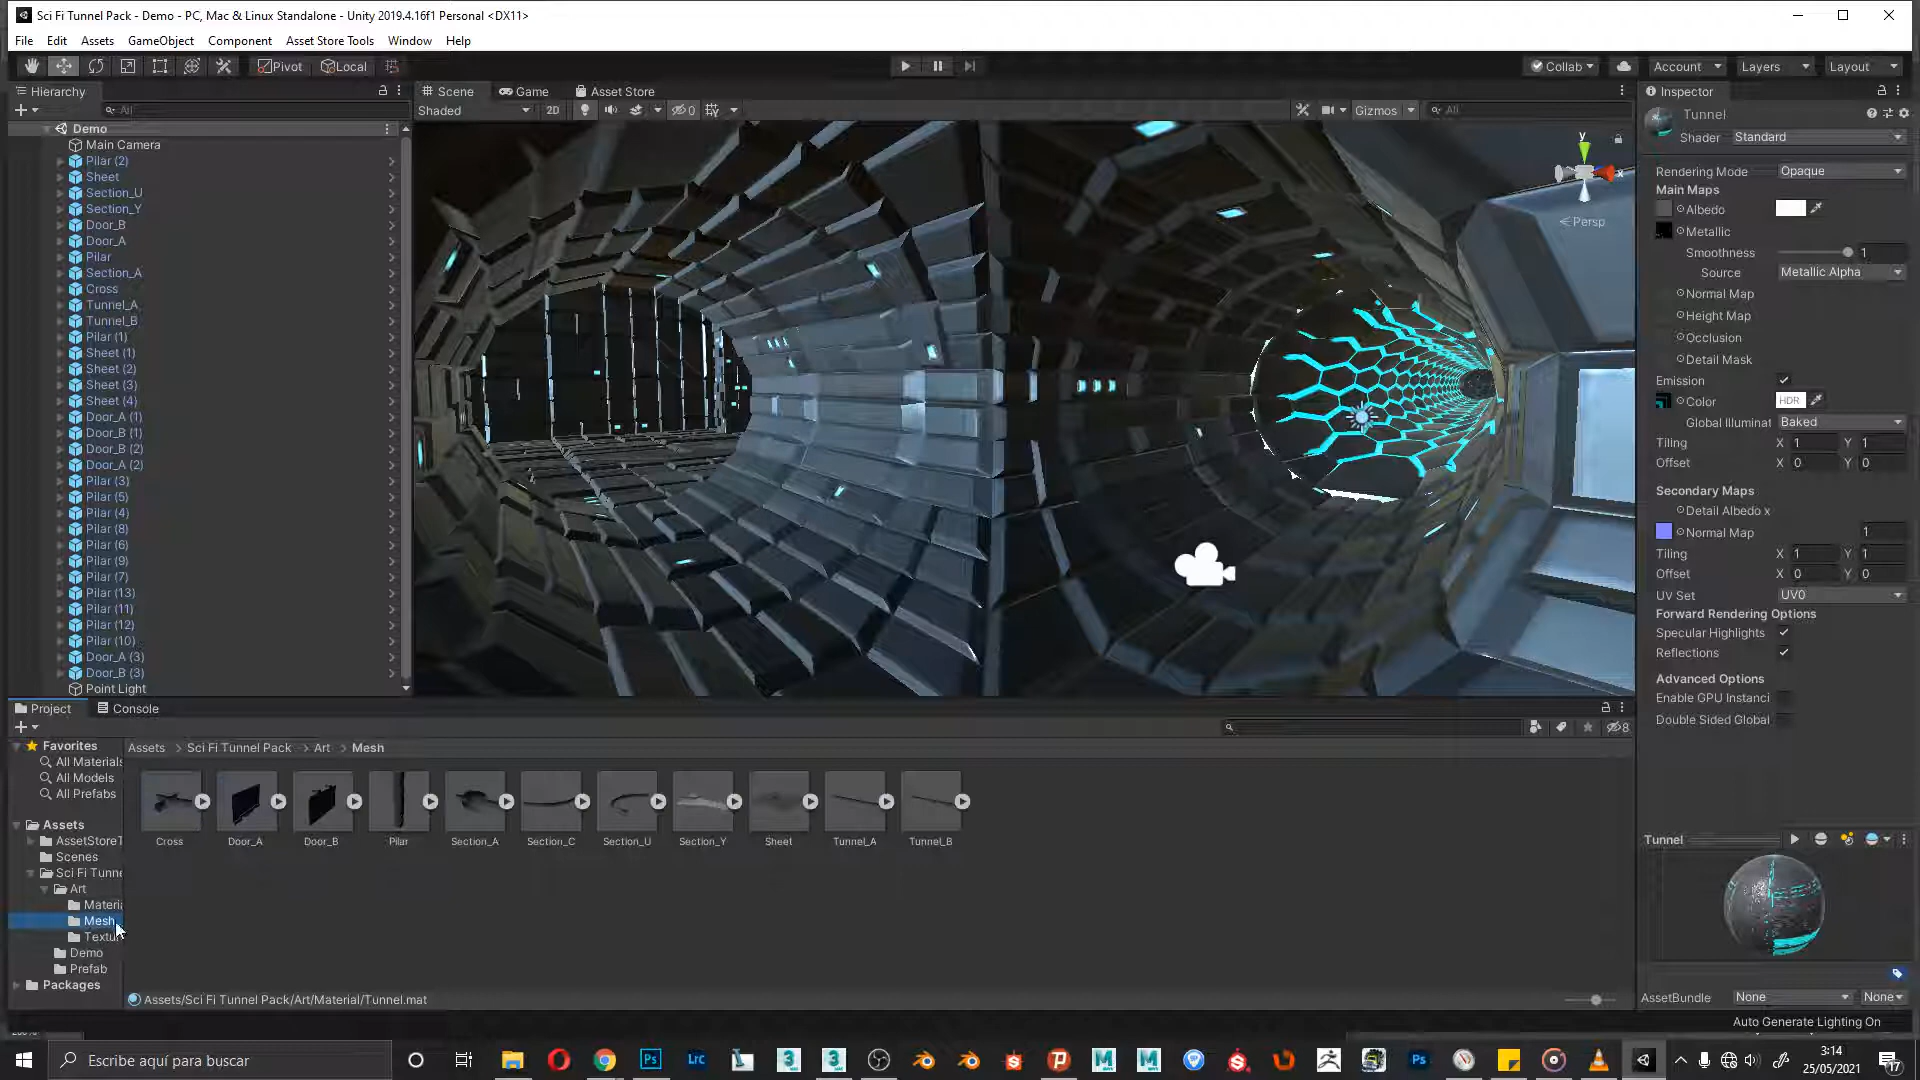 Sci Fi Tunnel Pack - Demo - PC, Mac & Linux Standalone - Unity 2019.4.16f1 Personal <DX11>
File Edit Assets GameObject Component Asset Store Tools Window Help
Pivot Local Collab Account Layers Layout
Hierarchy
All
Demo
Main Camera
Pilar (2)
Sheet
Section_U
Section_Y
Door_B
Door_A
Pilar
Section_A
Cross
Tunnel_A
Tunnel_B
Pilar (1)
Sheet (1)
Sheet (2)
Sheet (3)
Sheet (4)
Door_A (1)
Door_B (1)
Door_B (2)
Door_A (2)
Pilar (3)
Pilar (5)
Pilar (4)
Pilar (8)
Pilar (6)
Pilar (9)
Pilar (7)
Pilar (13)
Pilar (11)
Pilar (12)
Pilar (10)
Door_A (3)
Door_B (3)
Point Light
Scene Game Asset Store
Shaded 2D 0 Gizmos All
y
x
Persp
Inspector
Tunnel
Shader Standard
Rendering Mode Opaque
Main Maps
Albedo
Metallic
Smoothness 1
Source Metallic Alpha
Normal Map
Height Map
Occlusion
Detail Mask
Emission
Color HDR
Global Illuminat Baked
Tiling X 1 Y 1
Offset X 0 Y 0
Secondary Maps
Detail Albedo x
Normal Map 1
Tiling X 1 Y 1
Offset X 0 Y 0
UV Set UV0
Forward Rendering Options
Specular Highlights
Reflections
Advanced Options
Enable GPU Instanci
Double Sided Global
Project Console
8
Favorites
All Materials
All Models
All Prefabs
Assets
AssetStoreT
Scenes
Sci Fi Tunne
Art
Materia
Mesh
Textu
Demo
Prefab
Packages
Assets > Sci Fi Tunnel Pack > Art > Mesh
Cross Door_A Door_B Pilar Section_A Section_C Section_U Section_Y Sheet Tunnel_A Tunnel_B
Assets/Sci Fi Tunnel Pack/Art/Material/Tunnel.mat
Tunnel
AssetBundle None None
Auto Generate Lighting On
Escribe aquí para buscar
Ps Lrc 3 3 M M Ps
3:14
25/05/2021
17